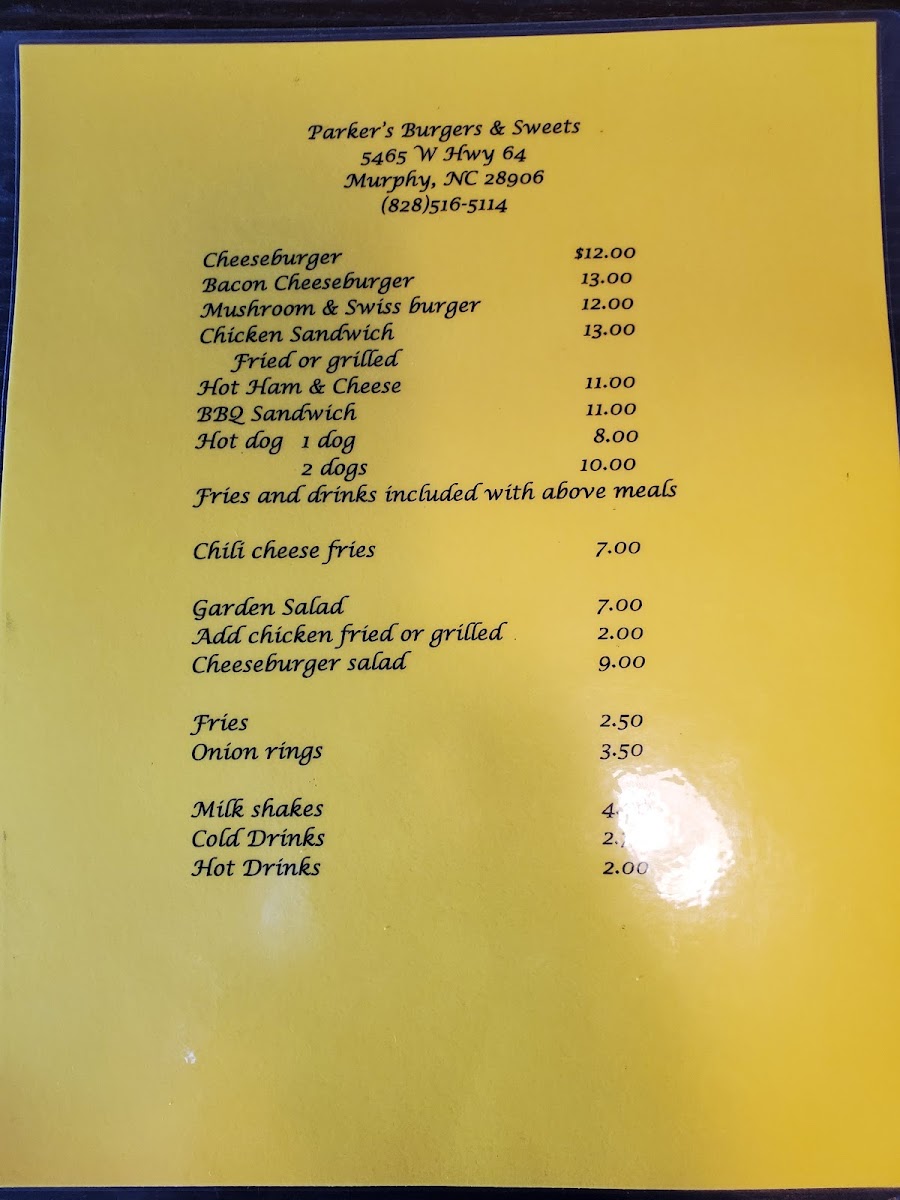 Parker's Burgers & Sweets
5465 W Hwy 64
Murphy, NC 28906
(828)516-5114
Cheeseburger $12.00
Bacon Cheeseburger 13.00
Mushroom & Swiss burger 12.00
Chicken Sandwich 13.00
Fried or grilled
Hot Ham & Cheese 11.00
BBQ Sandwich 11.00
Hot dog 1 dog 8.00
2 dogs 10.00
Fries and drinks included with above meals
Chili cheese fries 7.00
Garden Salad 7.00
Add chicken fried or grilled 2.00
Cheeseburger salad 9.00
Fries 2.50
Onion rings 3.50
Milk shakes
Cold Drinks
Hot Drinks 2.00